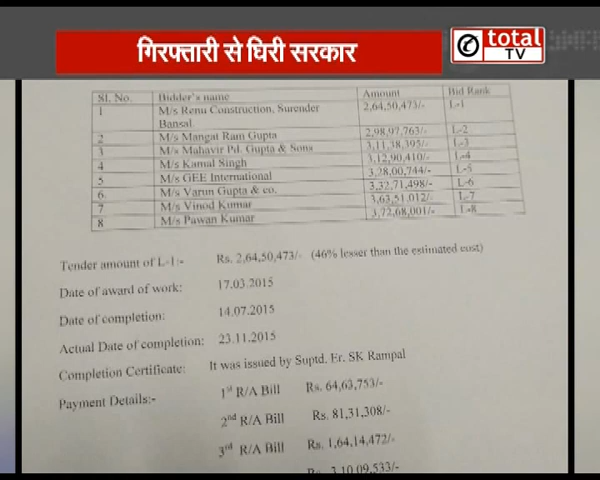 गिरफ्तारी से घिरी सरकार
total
TV
Sl. No. Bidder's name Amount Bid Rank
1 M/s Renu Construction, Surender 2,64,50,473/- L-1
Bansal
2 M/s Mangat Ram Gupta 2,98,97,763/- L-2
3 M/s Mahavir Pd. Gupta & Sons 3,11,38,395/- L-3
4 M/s Kamal Singh 3,12,90,410/- L-4
5 M/s GEE International 3,28,00,744/- L-5
6 M/s Varun Gupta & co. 3,32,71,498/- L-6
7 M/s Vinod Kumar 3,63,51,012/- L-7
8 M/s Pawan Kumar 3,72,68,001/- L-8
Tender amount of L-1:- Rs. 2,64,50,473/- (46% lesser than the estimated cost)
Date of award of work: 17.03.2015
Date of completion: 14.07.2015
Actual Date of completion: 23.11.2015
Completion Certificate: It was issued by Suptd. Er. SK Rampal
Payment Details:- 1st R/A Bill Rs. 64,63,753/-
2nd R/A Bill Rs. 81,31,308/-
3rd R/A Bill Rs. 1,64,14,472/-
Rs. 3,10,09,533/-